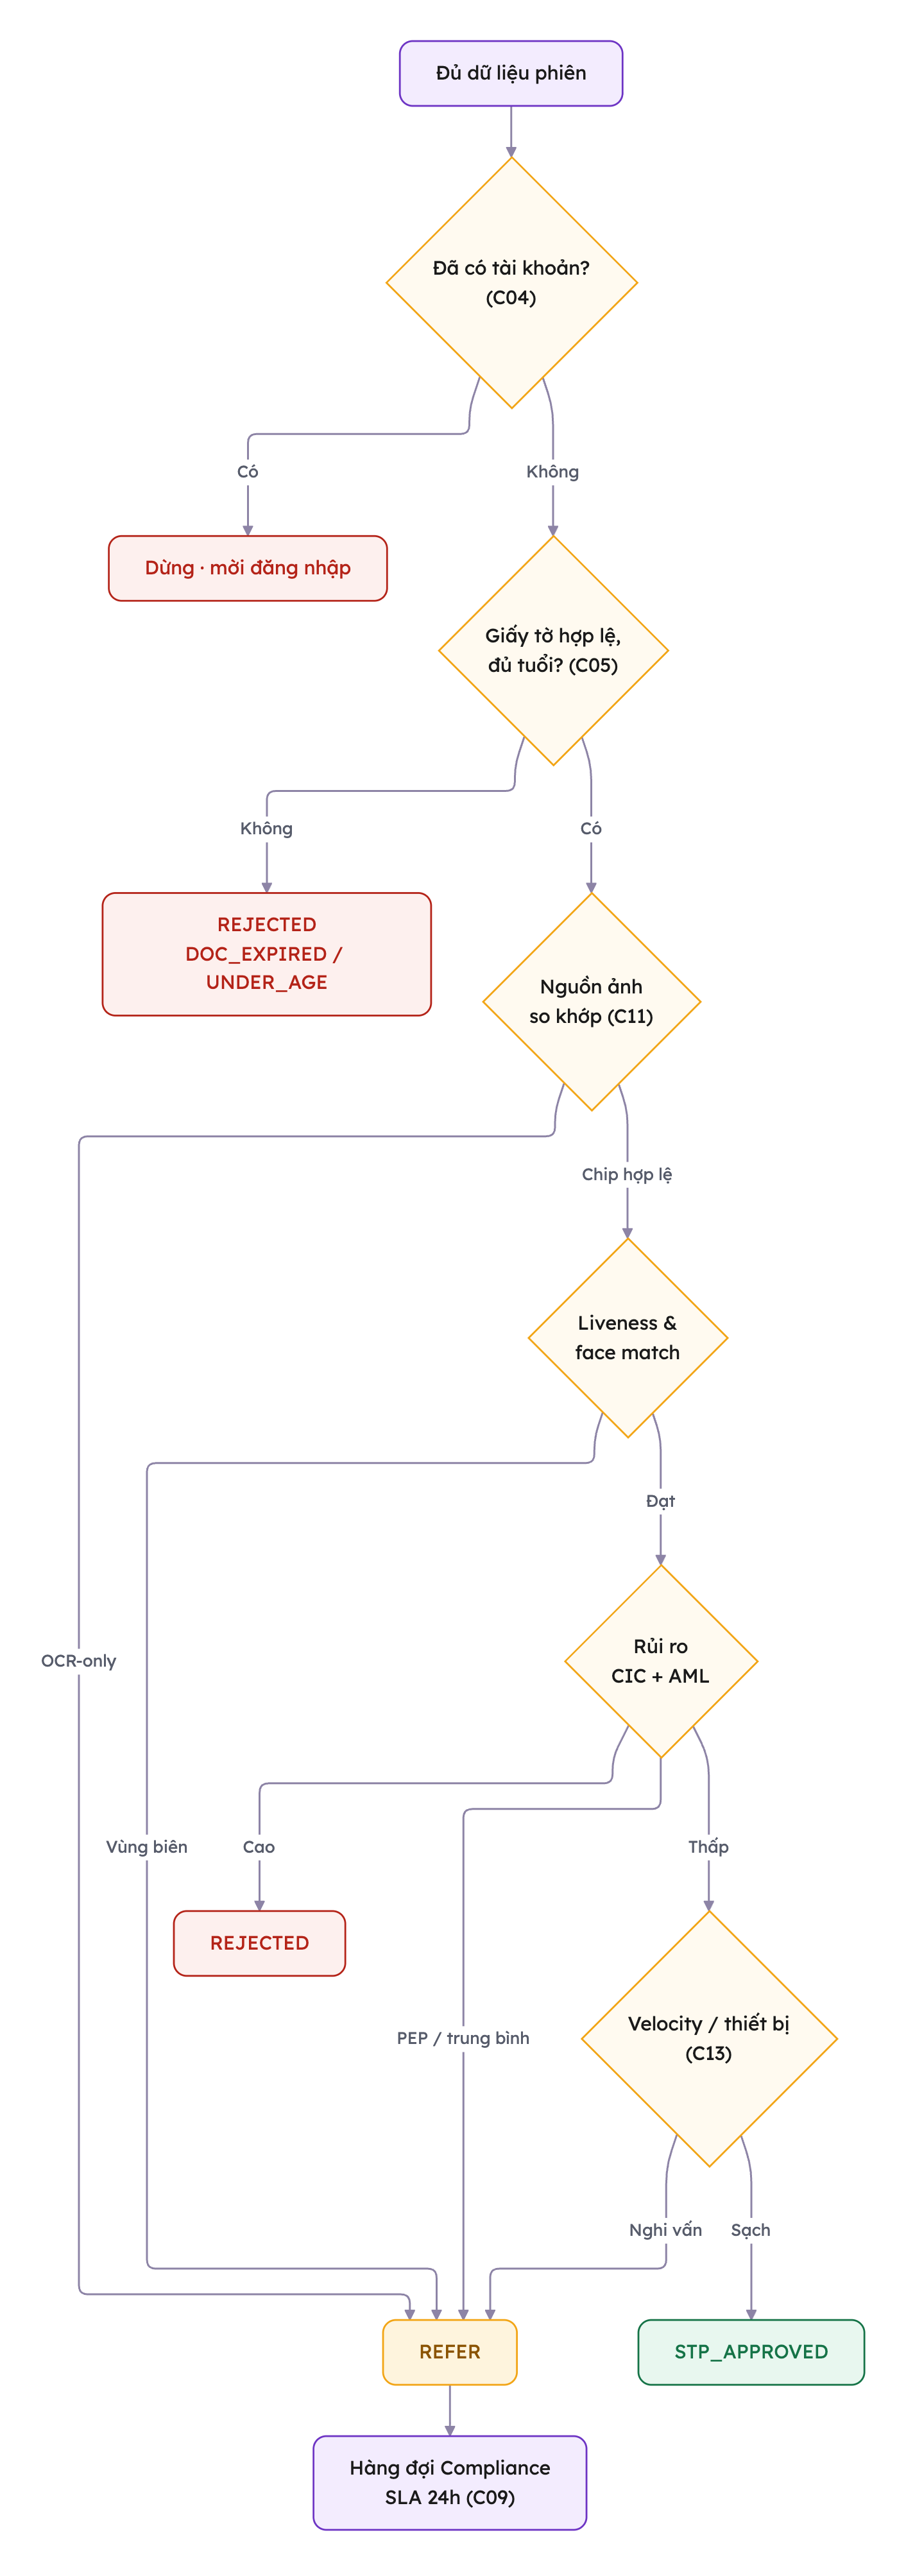 Đủ dữ liệu phiên
Đã có tài khoản?
(C04)
Có
Không
Dừng · mời đăng nhập
Giấy tờ hợp lệ,
đủ tuổi? (C05)
Không
Có
REJECTED
DOC_EXPIRED /
UNDER_AGE
Nguồn ảnh
so khớp (C11)
Chip hợp lệ
Liveness &
face match
Đạt
Rủi ro
CIC + AML
OCR-only
Vùng biên
Cao
Thấp
REJECTED
Velocity / thiết bị
(C13)
PEP / trung bình
Nghi vấn
Sạch
REFER
STP_APPROVED
Hàng đợi Compliance
SLA 24h (C09)